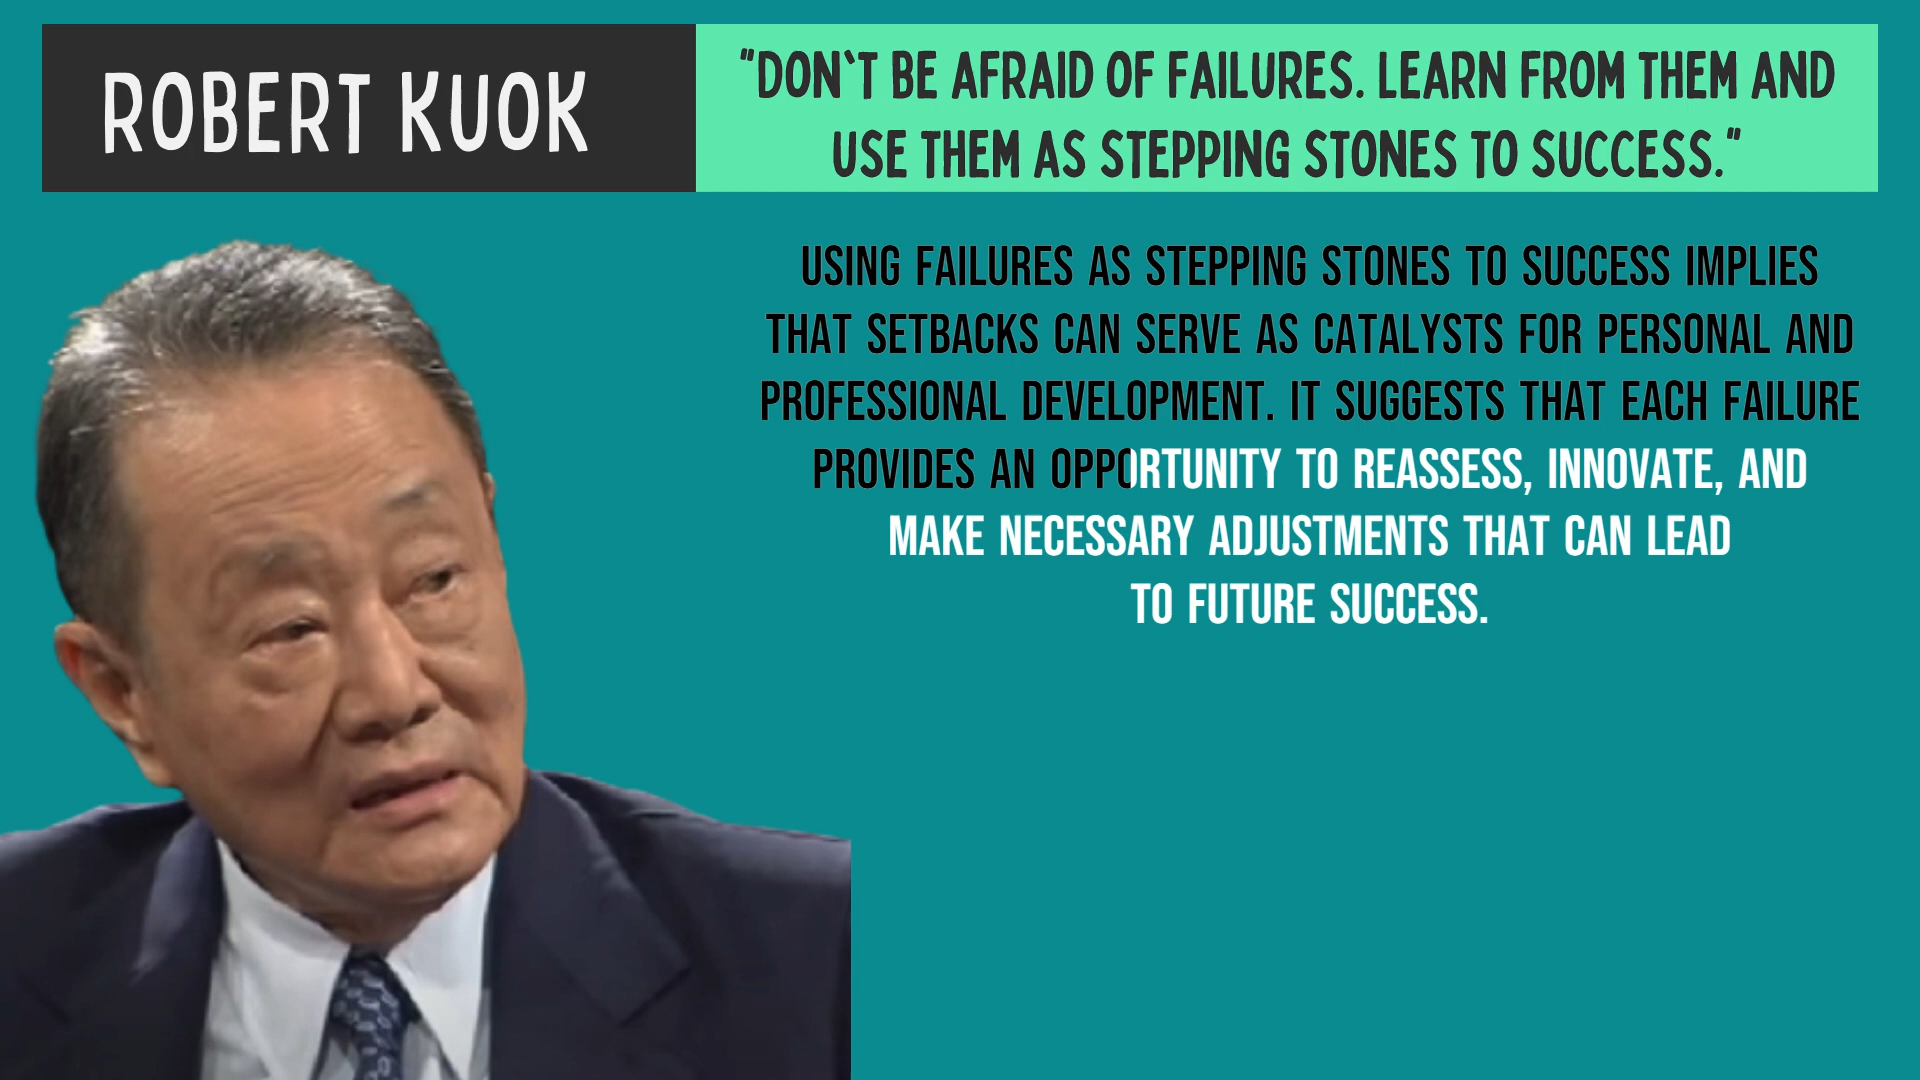 ROBERT KUOK
"DON`T BE AFRAID OF FAILURES. LEARN FROM THEM AND
USE THEM AS STEPPING STONES TO SUCCESS."
USING FAILURES AS STEPPING STONES TO SUCCESS IMPLIES
THAT SETBACKS CAN SERVE AS CATALYSTS FOR PERSONAL AND
PROFESSIONAL DEVELOPMENT. IT SUGGESTS THAT EACH FAILURE
PROVIDES AN OPPORTUNITY TO REASSESS, INNOVATE, AND
MAKE NECESSARY ADJUSTMENTS THAT CAN LEAD
TO FUTURE SUCCESS.